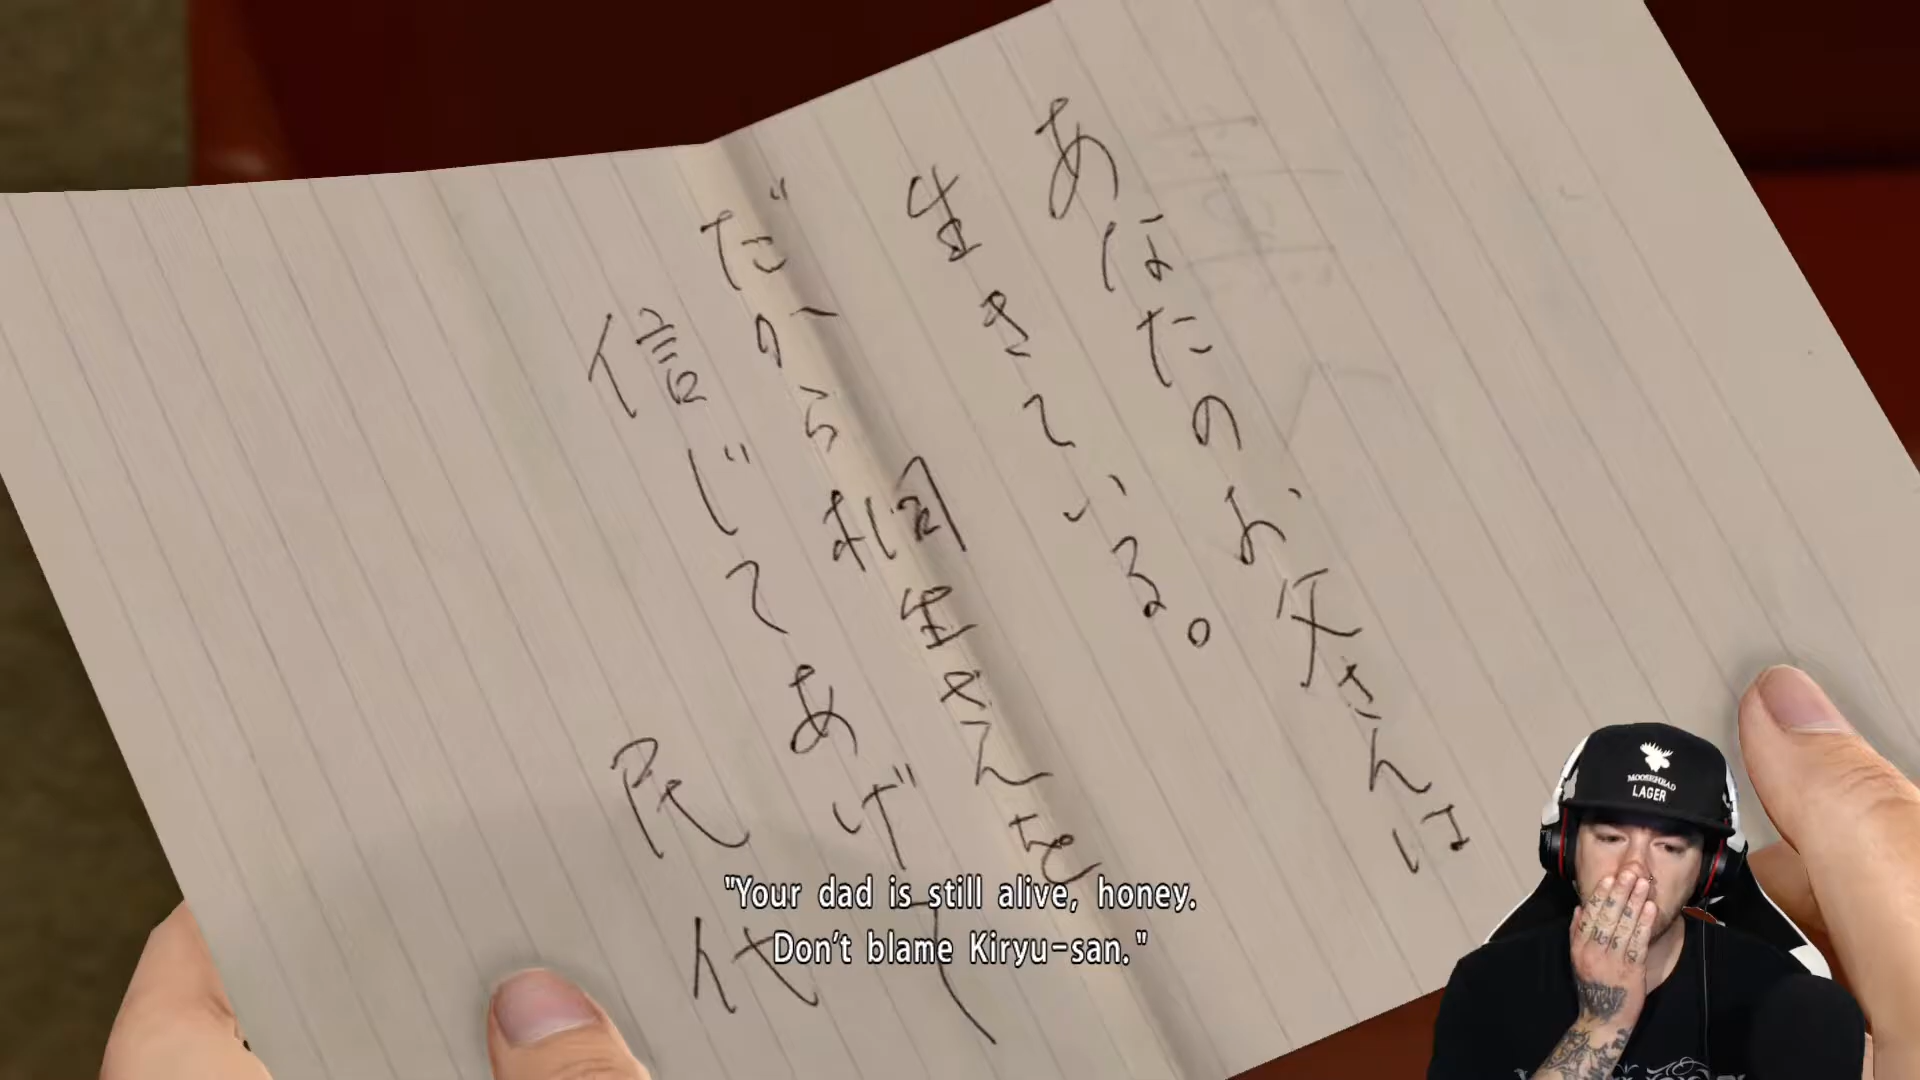 あなたのお父さんは
生きている。
だから桐生さんを
信じてあげて
民代
"Your dad is still alive, honey.
Don't blame Kiryu-san."
MOOSEHEAD
LAGER